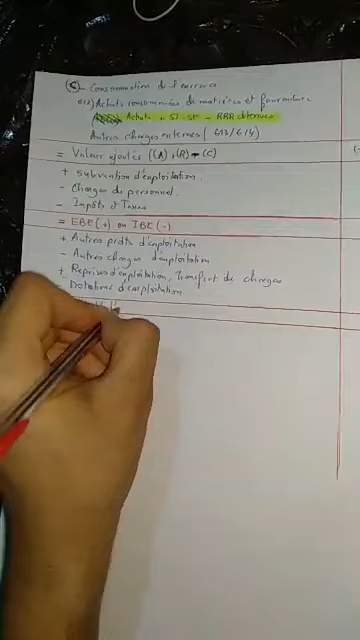 (C) - Consommation de l'exercice
612) Achats consommés de matières et fournitures
Achats + SI - SF - RRR obtenues
Autres charges externes (613/614)
= Valeur ajoutée (A) + (B) - (C)
+ Subvention d'exploitation.
- Charges du personnel.
- Impôts et Taxes
= EBE (+) ou IBE (-)
+ Autres pdts d'exploitation
- Autres charges d'exploitation
+ Reprises d'exploitation, Transfert de charges
- Dotations d'exploitation